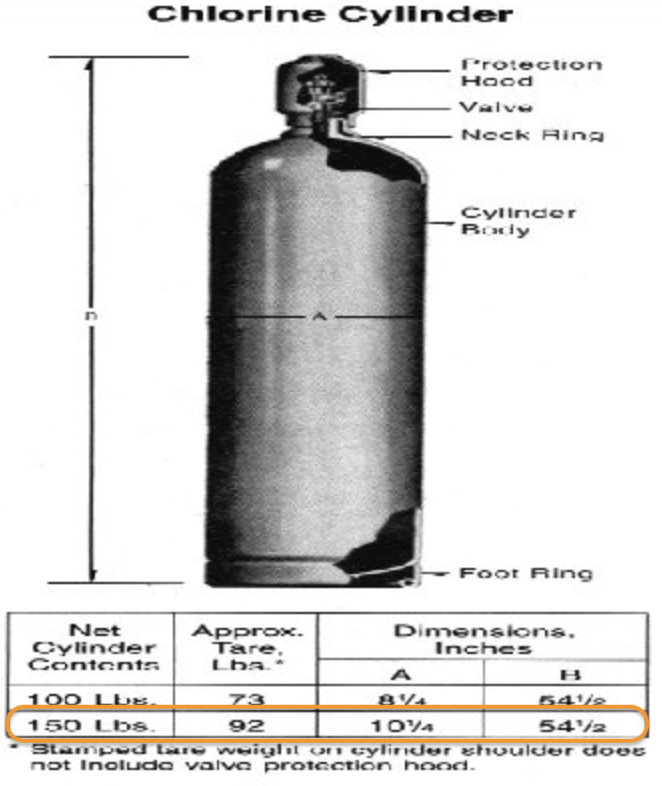 Chlorine Cylinder
Protection
Hood
Valve
Neck Ring
Cylinder
Body
B
A
Foot Ring
Net
Cylinder
Contents
Approx.
Tare,
Lbs.*
Dimensions,
Inches
A
B
100 Lbs. 73 8¼ 54½
150 Lbs. 92 10¼ 54½
* Stamped tare weight on cylinder shoulder does
not include valve protection hood.